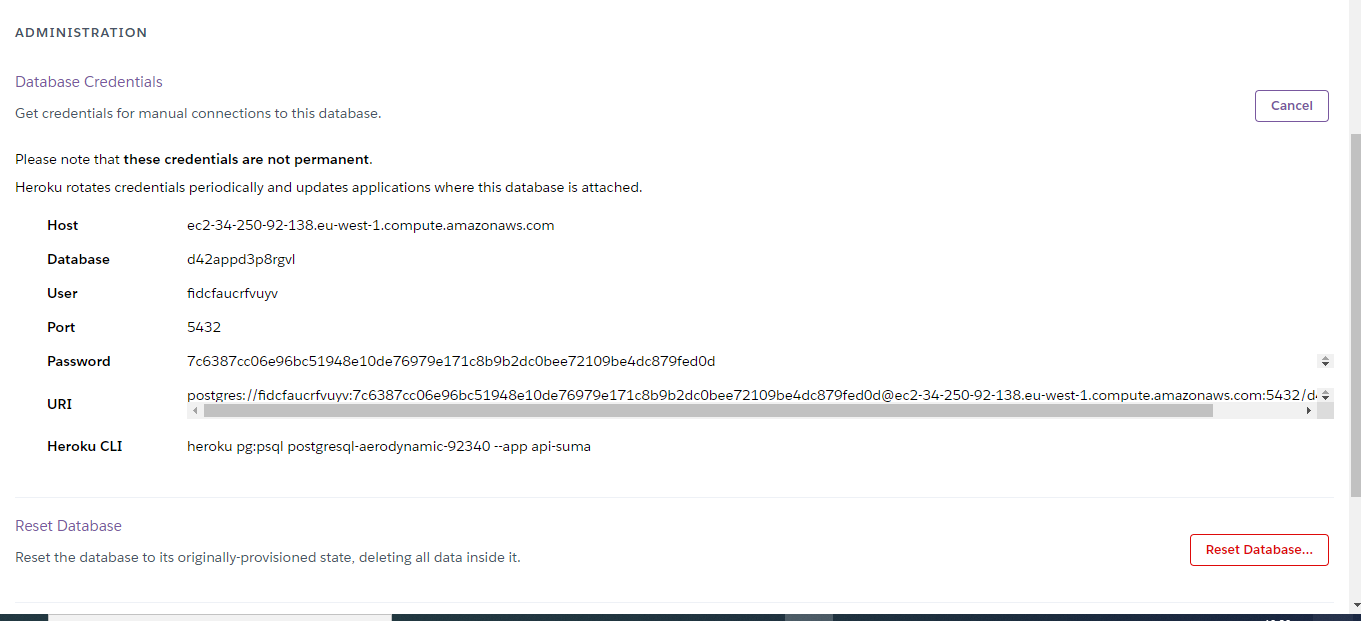 ADMINISTRATION
Database Credentials
Get credentials for manual connections to this database.
Cancel
Please note that these credentials are not permanent.
Heroku rotates credentials periodically and updates applications where this database is attached.
Host ec2-34-250-92-138.eu-west-1.compute.amazonaws.com
Database d42appd3p8rgvl
User fidcfaucrfvuyv
Port 5432
Password 7c6387cc06e96bc51948e10de76979e171c8b9b2dc0bee72109be4dc879fed0d
URI postgres://fidcfaucrfvuyv:7c6387cc06e96bc51948e10de76979e171c8b9b2dc0bee72109be4dc879fed0d@ec2-34-250-92-138.eu-west-1.compute.amazonaws.com:5432/d
Heroku CLI heroku pg:psql postgresql-aerodynamic-92340 --app api-suma
Reset Database
Reset the database to its originally-provisioned state, deleting all data inside it.
Reset Database...